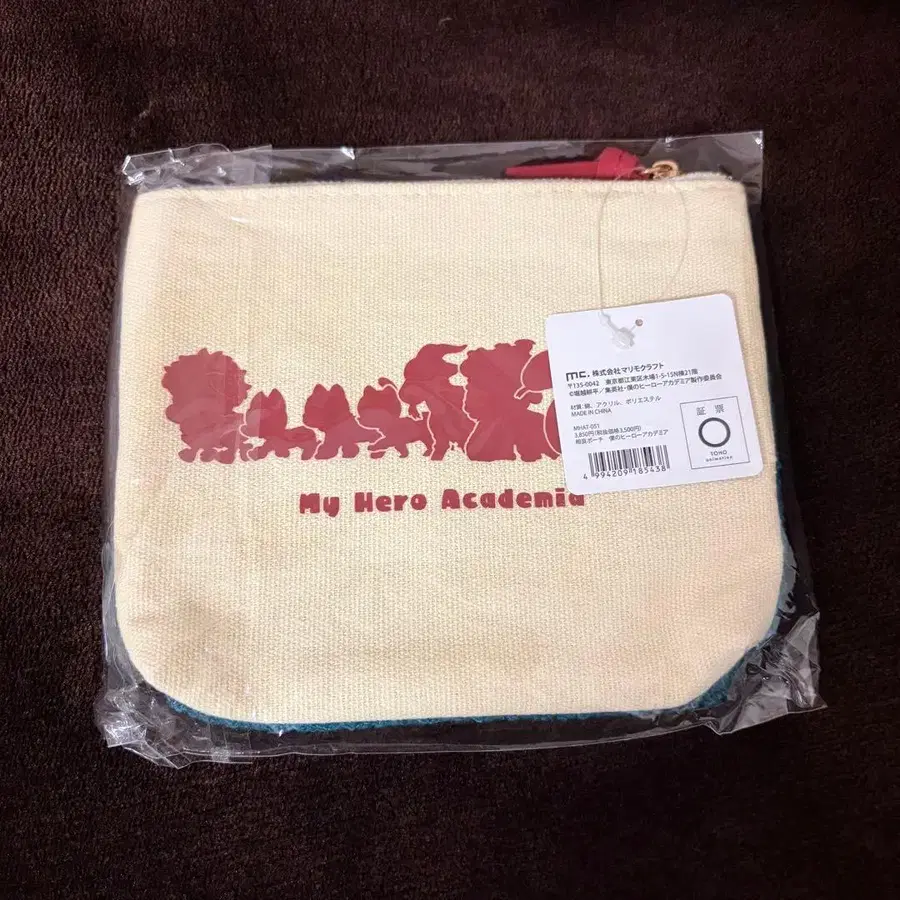 mc. 株式会社マリモクラフト
〒135-0042 東京都江東区木場1-5-15N棟21階
©堀越耕平／集英社・僕のヒーローアカデミア製作委員会
材質:綿、アクリル、ポリエステル
MADE IN CHINA
MHA7-051
3,850円(税抜価格3,500円)
相良ポーチ 僕のヒーローアカデミア
4 994209 185438
証 票
TOHO
animation
My Hero Academia